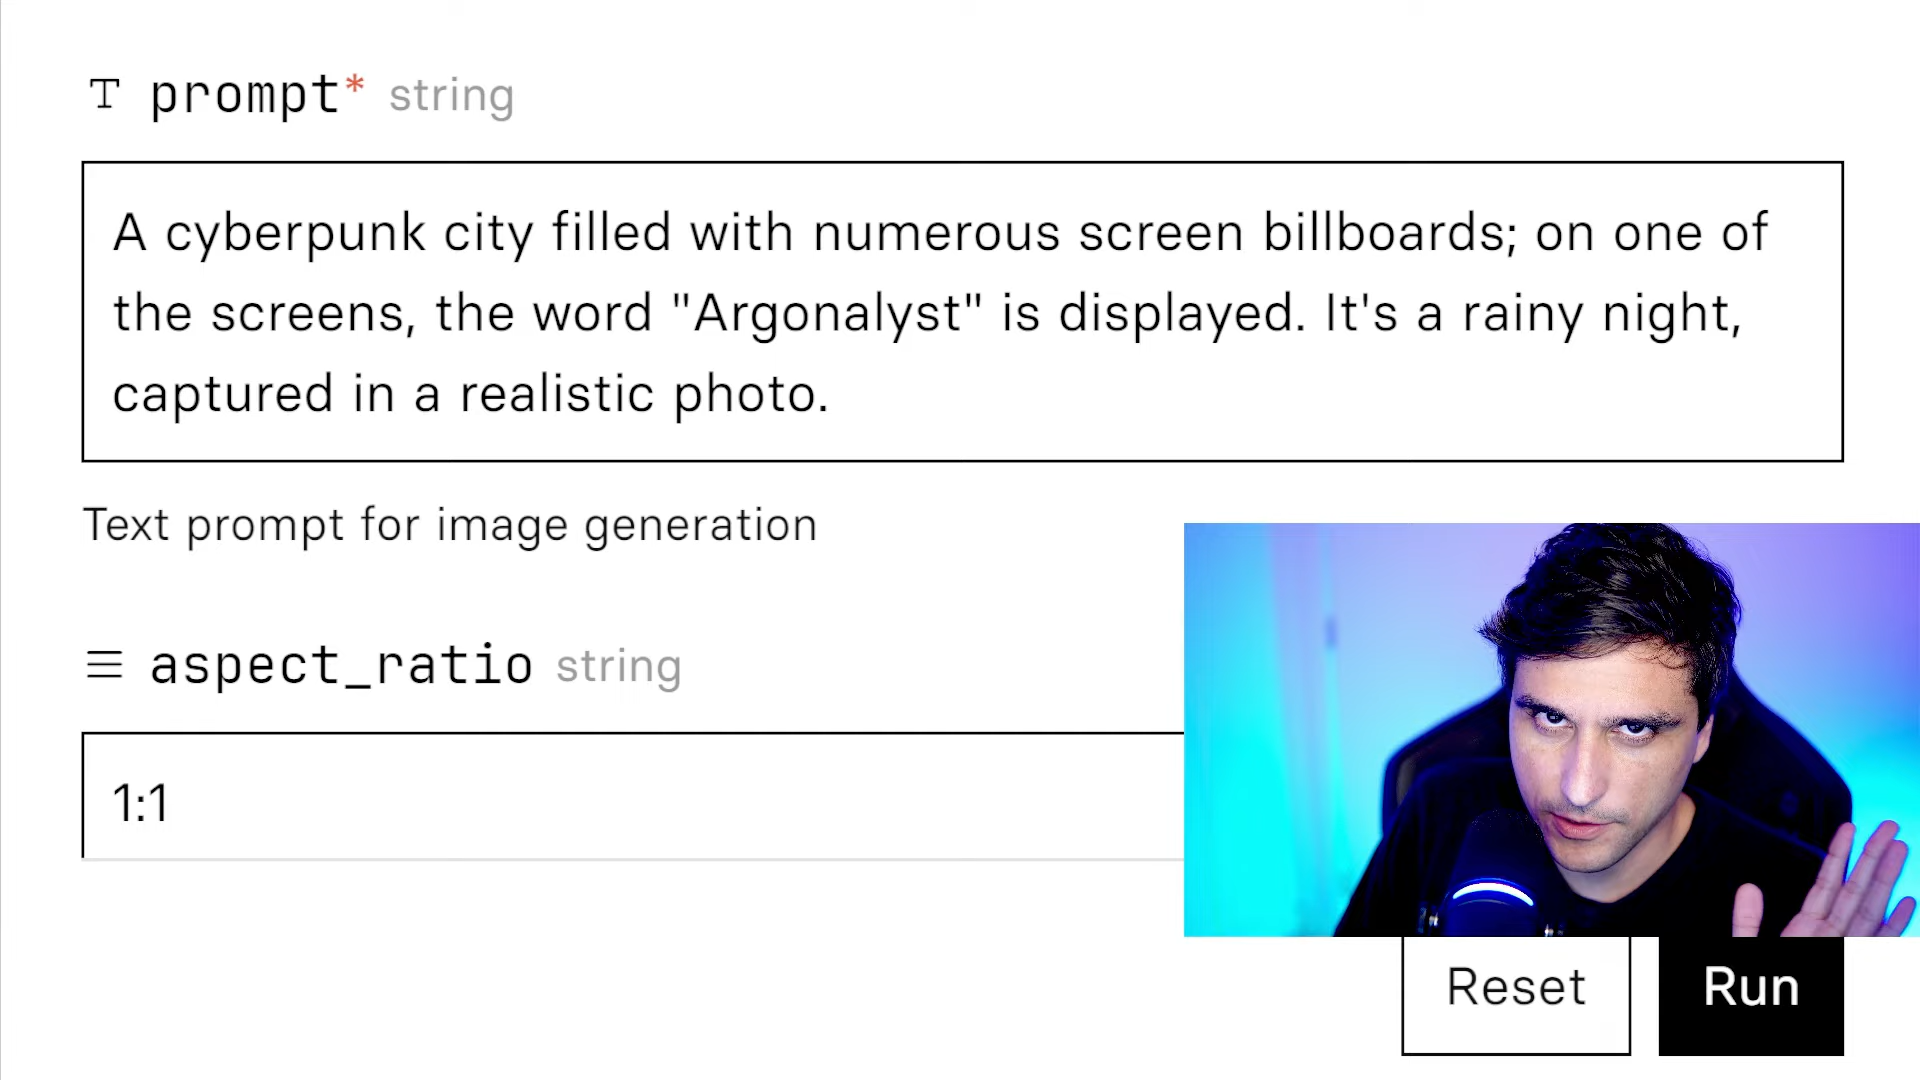 prompt* string
A cyberpunk city filled with numerous screen billboards; on one of
the screens, the word "Argonalyst" is displayed. It's a rainy night,
captured in a realistic photo.
Text prompt for image generation
aspect_ratio string
1:1
Reset Run